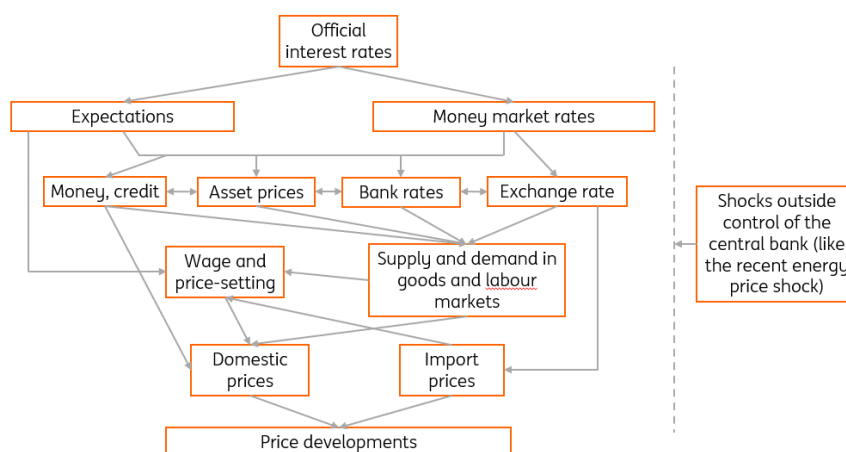 Official
interest rates
Expectations
Money market rates
Money, credit
Asset prices
Bank rates
Exchange rate
Shocks outside
control of the
central bank (like
the recent energy
price shock)
Wage and
price-setting
Supply and demand in
goods and labour
markets
Domestic
prices
Import
prices
Price developments